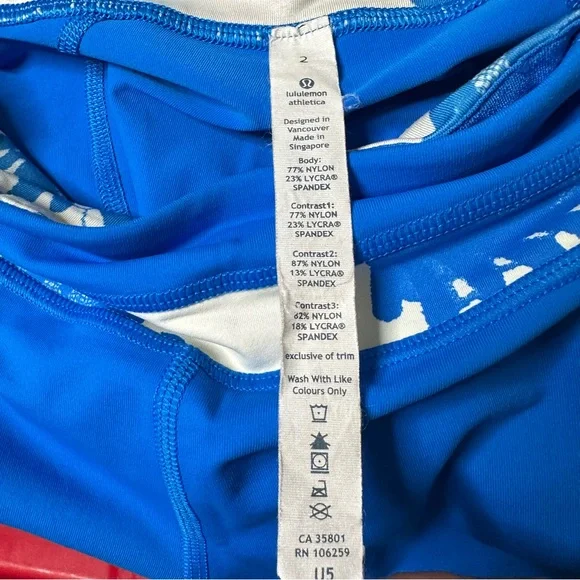 2
lululemon
athletica
Designed in
Vancouver
Made in
Singapore
Body:
77% NYLON
23% LYCRA®
SPANDEX
Contrast1:
77% NYLON
23% LYCRA®
SPANDEX
Contrast2:
87% NYLON
13% LYCRA®
SPANDEX
Contrast3:
62% NYLON
18% LYCRA®
SPANDEX
exclusive of trim
Wash With Like
Colours Only
CA 35801
RN 106259
U5